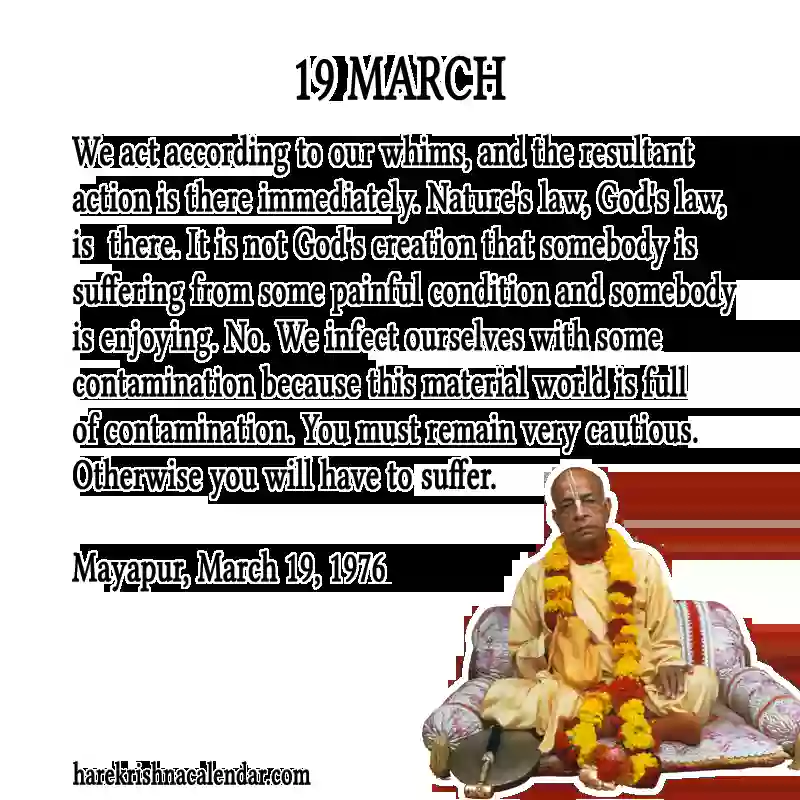 19 MARCH
We act according to our whims, and the resultant
action is there immediately. Nature's law, God's law,
is there. It is not God's creation that somebody is
suffering from some painful condition and somebody
is enjoying. No. We infect ourselves with some
contamination because this material world is full
of contamination. You must remain very cautious.
Otherwise you will have to suffer.
Mayapur, March 19, 1976
harekrishnacalendar.com